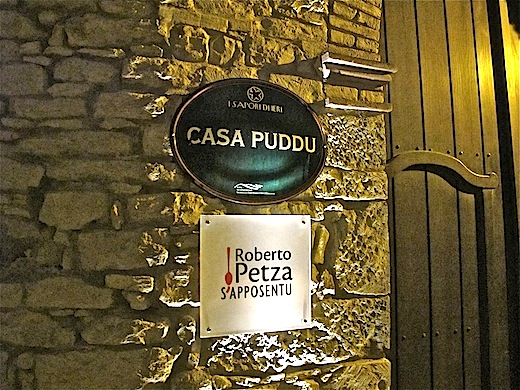 I SAPORI DI IERI
CASA PUDDU
Roberto
Petza
S'APPOSENTU